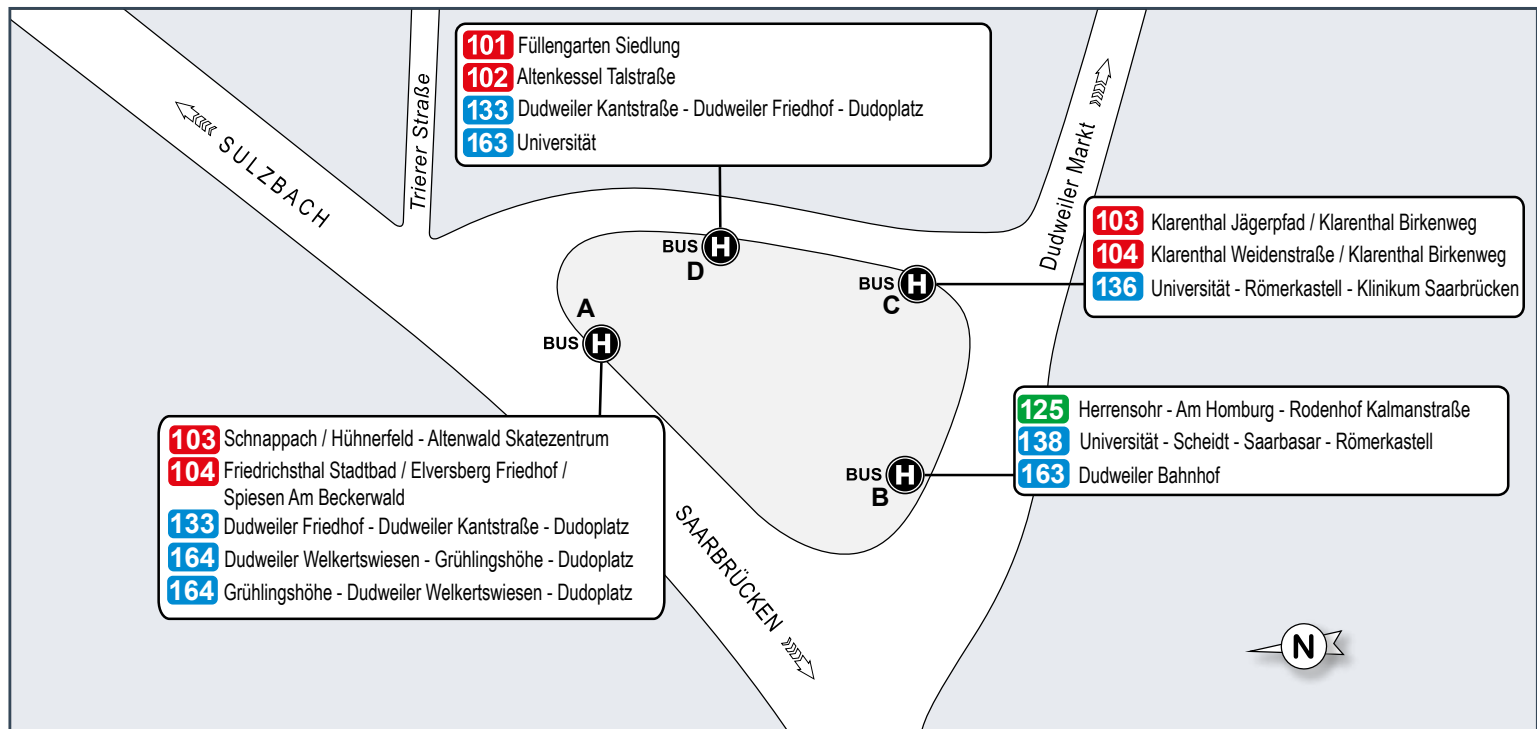 101 Füllengarten Siedlung
102 Altenkessel Talstraße
133 Dudweiler Kantstraße - Dudweiler Friedhof - Dudoplatz
163 Universität
SULZBACH
Trierer Straße
Dudweiler Markt
BUS H
D
103 Klarenthal Jägerpfad / Klarenthal Birkenweg
104 Klarenthal Weidenstraße / Klarenthal Birkenweg
136 Universität - Römerkastell - Klinikum Saarbrücken
BUS H
C
A
BUS H
125 Herrensohr - Am Homburg - Rodenhof Kalmanstraße
138 Universität - Scheidt - Saarbasar - Römerkastell
163 Dudweiler Bahnhof
BUS H
B
103 Schnappach / Hühnerfeld - Altenwald Skatezentrum
104 Friedrichsthal Stadtbad / Elversberg Friedhof /
Spiesen Am Beckerwald
133 Dudweiler Friedhof - Dudweiler Kantstraße - Dudoplatz
164 Dudweiler Welkertswiesen - Grühlingshöhe - Dudoplatz
164 Grühlingshöhe - Dudweiler Welkertswiesen - Dudoplatz
SAARBRÜCKEN
N